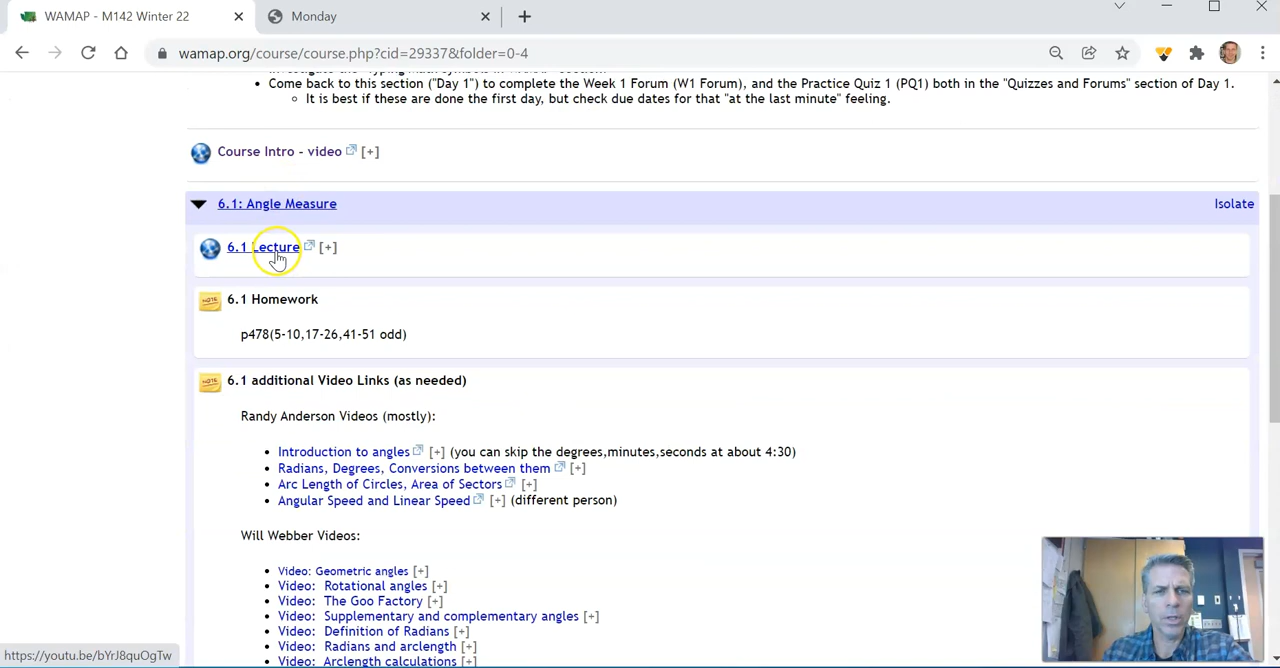 WAMAP - M142 Winter 22
Monday
wamap.org/course/course.php?cid=29337&folder=0-4
Come back to this section ("Day 1") to complete the Week 1 Forum (W1 Forum), and the Practice Quiz 1 (PQ1) both in the "Quizzes and Forums" section of Day 1.
It is best if these are done the first day, but check due dates for that "at the last minute" feeling.
Course Intro - video [+]
6.1: Angle Measure Isolate
6.1 Lecture [+]
NOTE 6.1 Homework
p478(5-10,17-26,41-51 odd)
NOTE 6.1 additional Video Links (as needed)
Randy Anderson Videos (mostly):
Introduction to angles [+] (you can skip the degrees,minutes,seconds at about 4:30)
Radians, Degrees, Conversions between them [+]
Arc Length of Circles, Area of Sectors [+]
Angular Speed and Linear Speed [+] (different person)
Will Webber Videos:
Video: Geometric angles [+]
Video: Rotational angles [+]
Video: The Goo Factory [+]
Video: Supplementary and complementary angles [+]
Video: Definition of Radians [+]
Video: Radians and arclength [+]
Video: Arclength calculations [+]
https://youtu.be/bYrJ8quOgTw